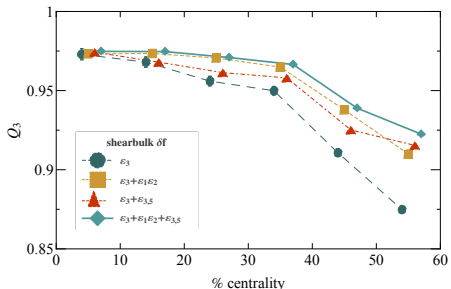 1
0.95
0.9
0.85
Q₃
shearbulk δf
ε₃
ε₃+ε₁ε₂
ε₃+ε₃,₅
ε₃+ε₁ε₂+ε₃,₅
0 10 20 30 40 50 60
% centrality